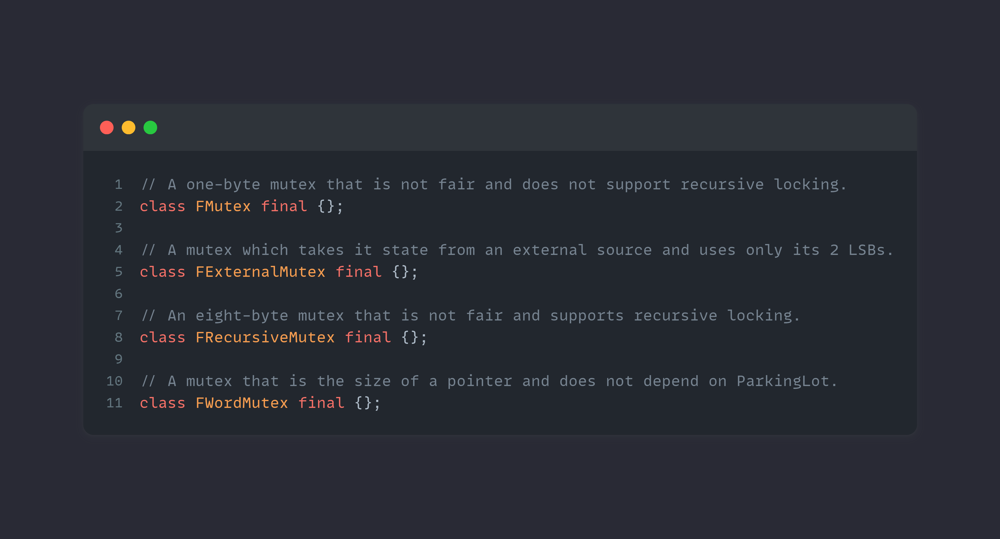 1 // A one-byte mutex that is not fair and does not support recursive locking.
2 class FMutex final {};
3
4 // A mutex which takes it state from an external source and uses only its 2 LSBs.
5 class FExternalMutex final {};
6
7 // An eight-byte mutex that is not fair and supports recursive locking.
8 class FRecursiveMutex final {};
9
10 // A mutex that is the size of a pointer and does not depend on ParkingLot.
11 class FWordMutex final {};